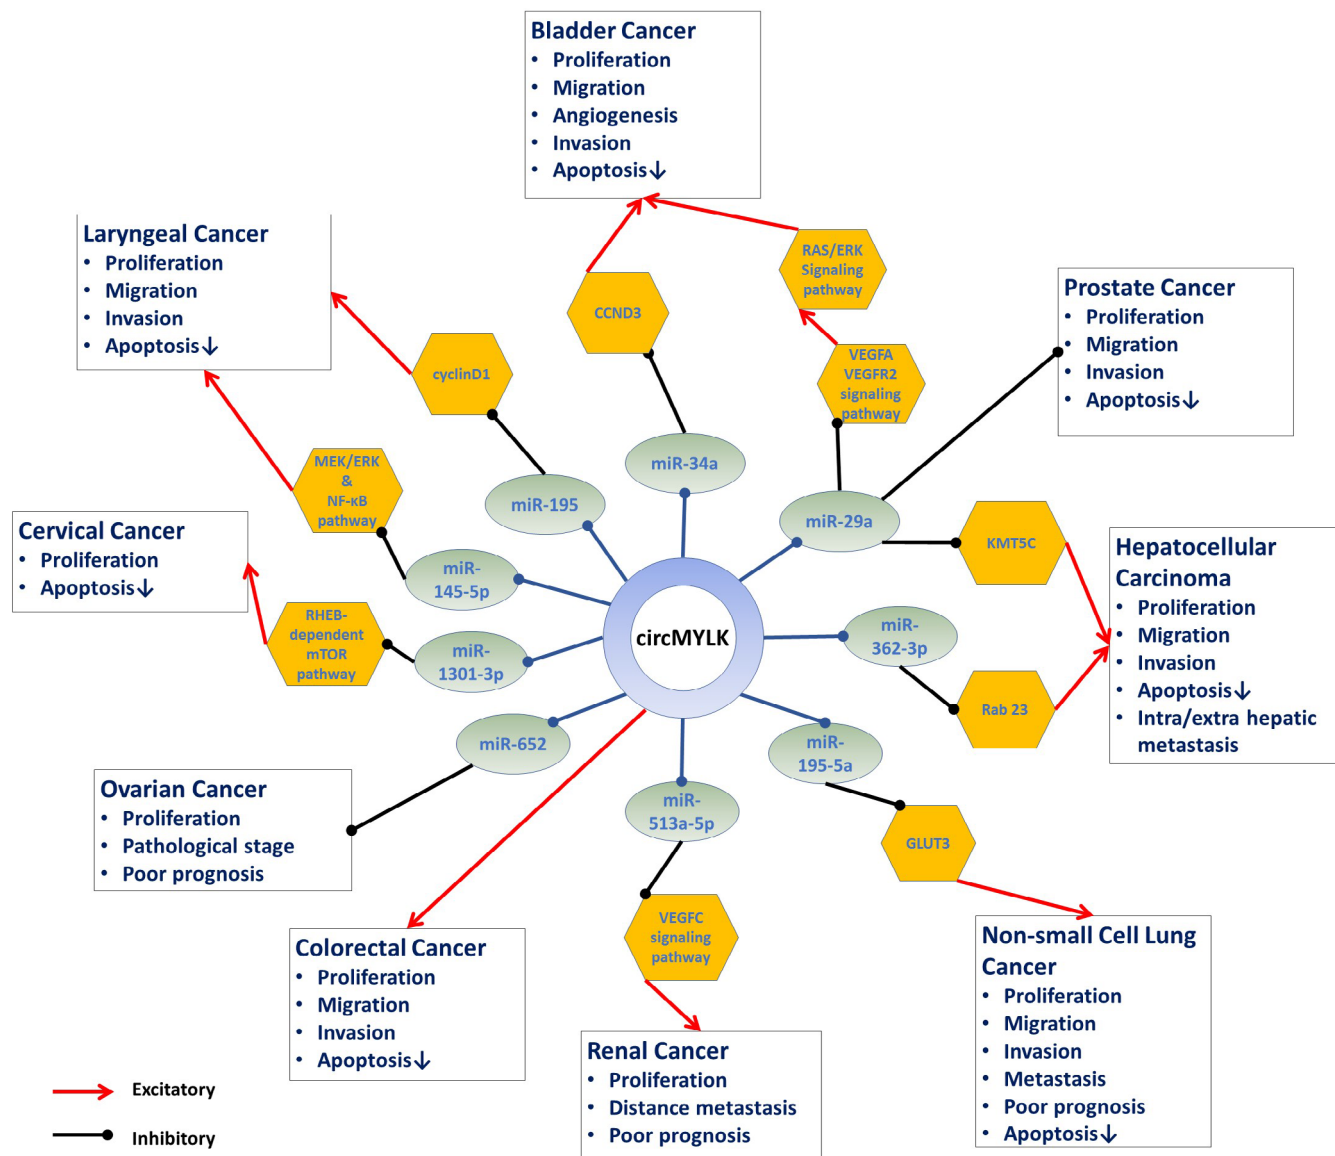 Bladder Cancer
• Proliferation
• Migration
• Angiogenesis
• Invasion
• Apoptosis↓
Laryngeal Cancer
• Proliferation
• Migration
• Invasion
• Apoptosis↓
RAS/ERK
Signaling
pathway
CCND3
Prostate Cancer
• Proliferation
• Migration
• Invasion
• Apoptosis↓
cyclinD1
VEGFA
VEGFR2
signaling
pathway
MEK/ERK
&
NF-κB
pathway
miR-34a
miR-195
miR-29a
Cervical Cancer
• Proliferation
• Apoptosis↓
KMT5C
Hepatocellular
Carcinoma
• Proliferation
• Migration
• Invasion
• Apoptosis↓
• Intra/extra hepatic
metastasis
miR-
145-5p
RHEB-
dependent
mTOR
pathway
miR-
1301-3p
circMYLK
miR-
362-3p
Rab 23
miR-652
miR-
195-5a
Ovarian Cancer
• Proliferation
• Pathological stage
• Poor prognosis
miR-
513a-5p
GLUT3
VEGFC
signaling
pathway
Colorectal Cancer
• Proliferation
• Migration
• Invasion
• Apoptosis↓
Non-small Cell Lung
Cancer
• Proliferation
• Migration
• Invasion
• Metastasis
• Poor prognosis
• Apoptosis↓
Renal Cancer
• Proliferation
• Distance metastasis
• Poor prognosis
Excitatory
Inhibitory